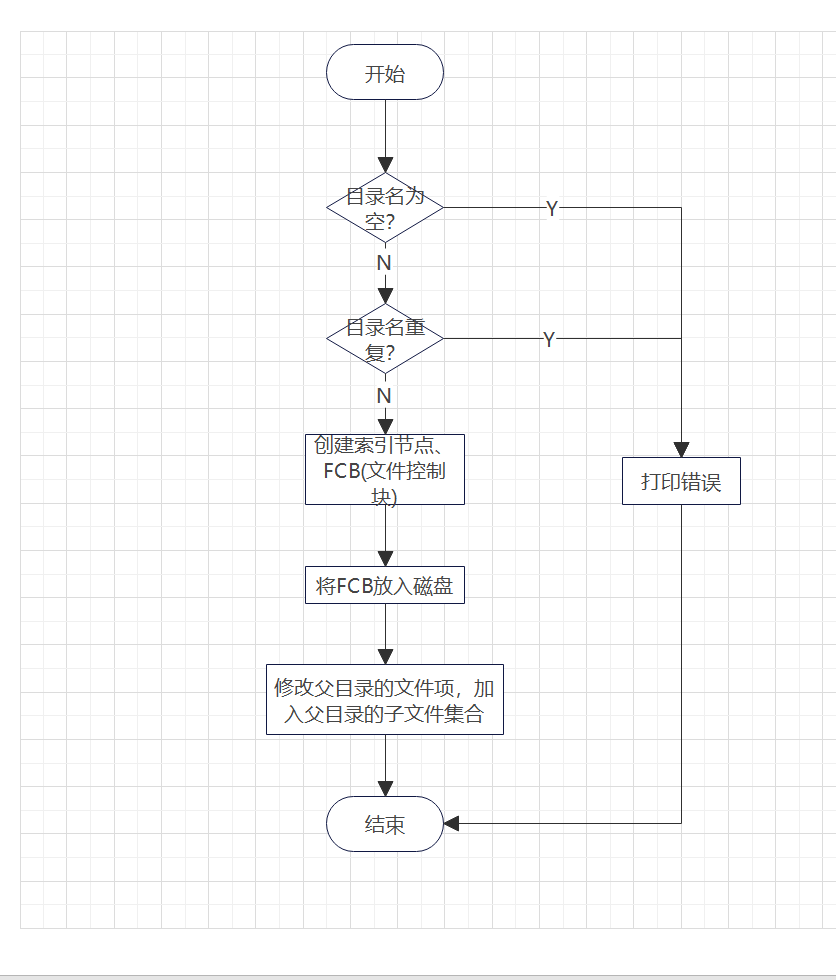 开始
目录名为
空？
Y
N
目录名重
复？
Y
N
创建索引节点、
FCB(文件控制
块)
打印错误
将FCB放入磁盘
修改父目录的文件项，加
入父目录的子文件集合
结束